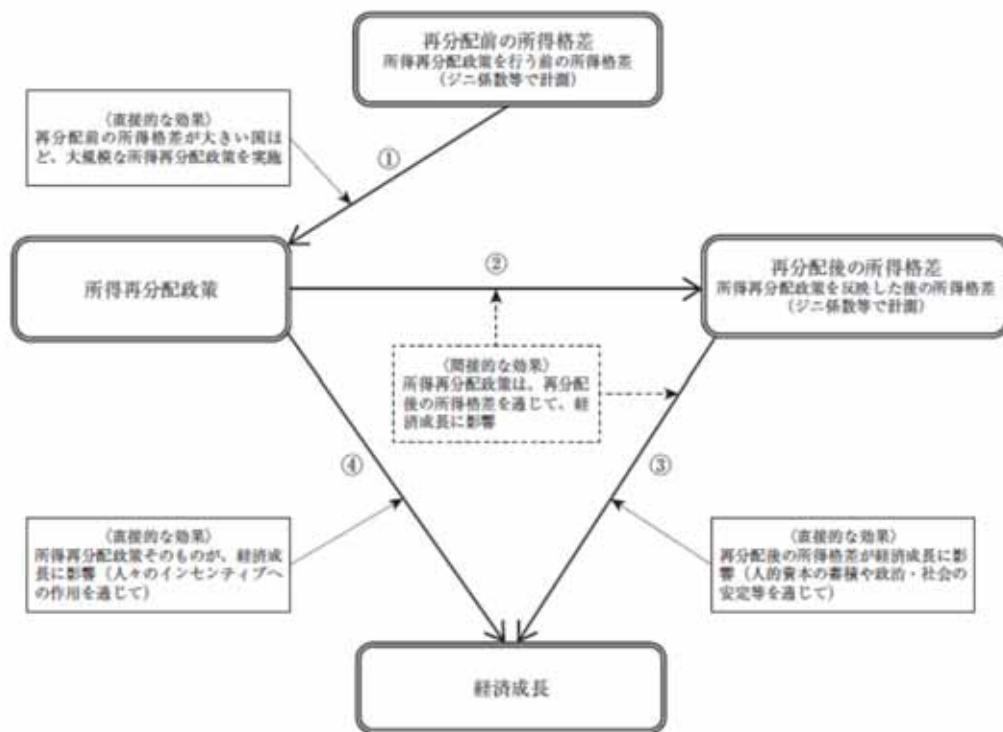 再分配前の所得格差
所得再分配政策を行う前の所得格差
(ジニ係数等で計測)
〈直接的な効果〉
再分配前の所得格差が大きい国ほ
ど、大規模な所得再分配政策を実施
①
所得再分配政策
②
再分配後の所得格差
所得再分配政策を反映した後の所得格差
(ジニ係数等で計測)
〈間接的な効果〉
所得再分配政策は、再分配
後の所得格差を通じて、経
済成長に影響
④
③
〈直接的な効果〉
所得再分配政策そのものが、経済成
長に影響(人々のインセンティブへ
の作用を通じて)
〈直接的な効果〉
再分配後の所得格差が経済成長に影
響(人的資本の蓄積や政治・社会の
安定等を通じて)
経済成長